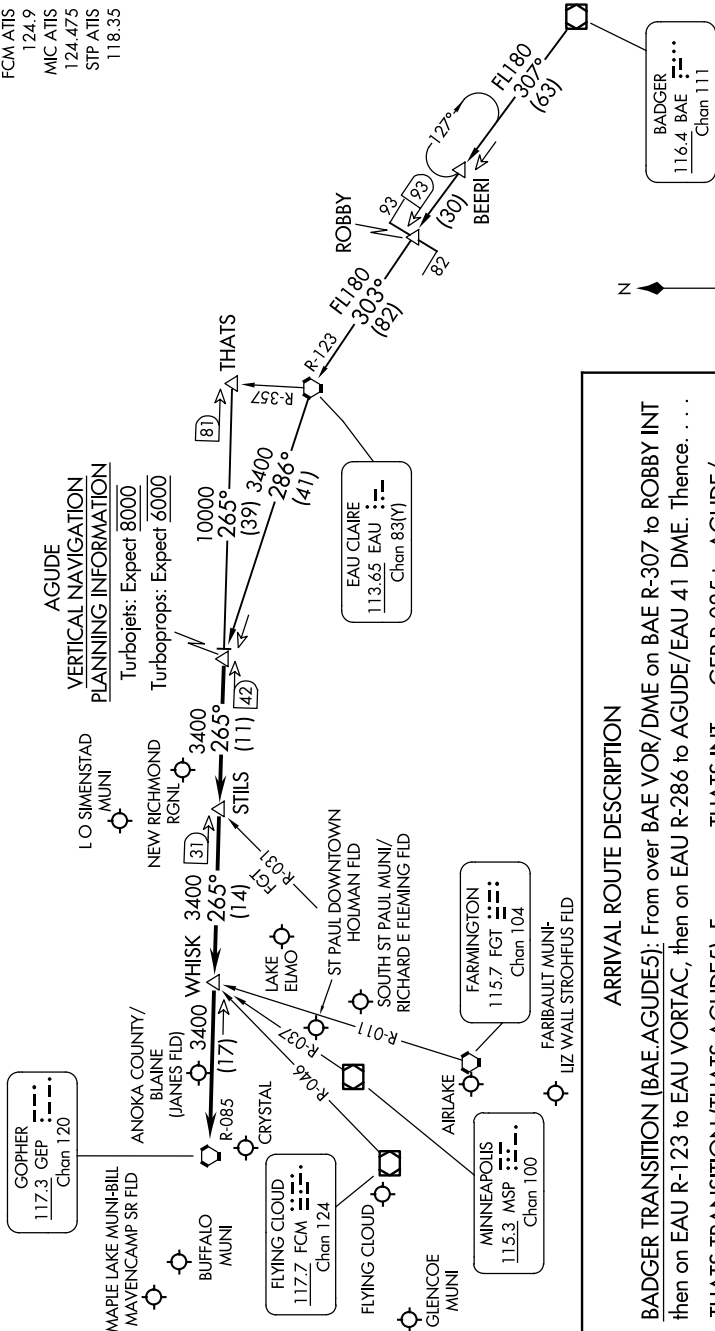 FCM ATIS
124.9
MIC ATIS
124.475
STP ATIS
118.35
BADGER
116.4 BAE
Chan 111
FL180
307°
(63)
127°
BEERI
(30)
93
93
82
ROBBY
FL180
303°
(82)
R-123
THATS
R-357
81
10000
265°
(39)
3400
286°
(41)
EAU CLAIRE
113.65 EAU
Chan 83(Y)
N
AGUDE
VERTICAL NAVIGATION
PLANNING INFORMATION
Turbojets: Expect 8000
Turboprops: Expect 6000
42
3400
265°
(11)
L O SIMENSTAD
MUNI
NEW RICHMOND
RGNL
STILS
31
3400
265°
(14)
FGT
R-031
WHISK
3400
(17)
LAKE
ELMO
ST PAUL DOWNTOWN
HOLMAN FLD
SOUTH ST PAUL MUNI/
RICHARD E FLEMING FLD
R-011
R-037
R-046
ANOKA COUNTY/
BLAINE
(JANES FLD)
R-085
CRYSTAL
GOPHER
117.3 GEP
Chan 120
MAPLE LAKE MUNI-BILL
MAVENCAMP SR FLD
BUFFALO
MUNI
FLYING CLOUD
117.7 FCM
Chan 124
FLYING CLOUD
GLENCOE
MUNI
MINNEAPOLIS
115.3 MSP
Chan 100
AIRLAKE
FARMINGTON
115.7 FGT
Chan 104
FARIBAULT MUNI-
LIZ WALL STROHFUS FLD
ARRIVAL ROUTE DESCRIPTION
BADGER TRANSITION (BAE.AGUDE5): From over BAE VOR/DME on BAE R-307 to ROBBY INT
then on EAU R-123 to EAU VORTAC, then on EAU R-286 to AGUDE/EAU 41 DME. Thence. . . .